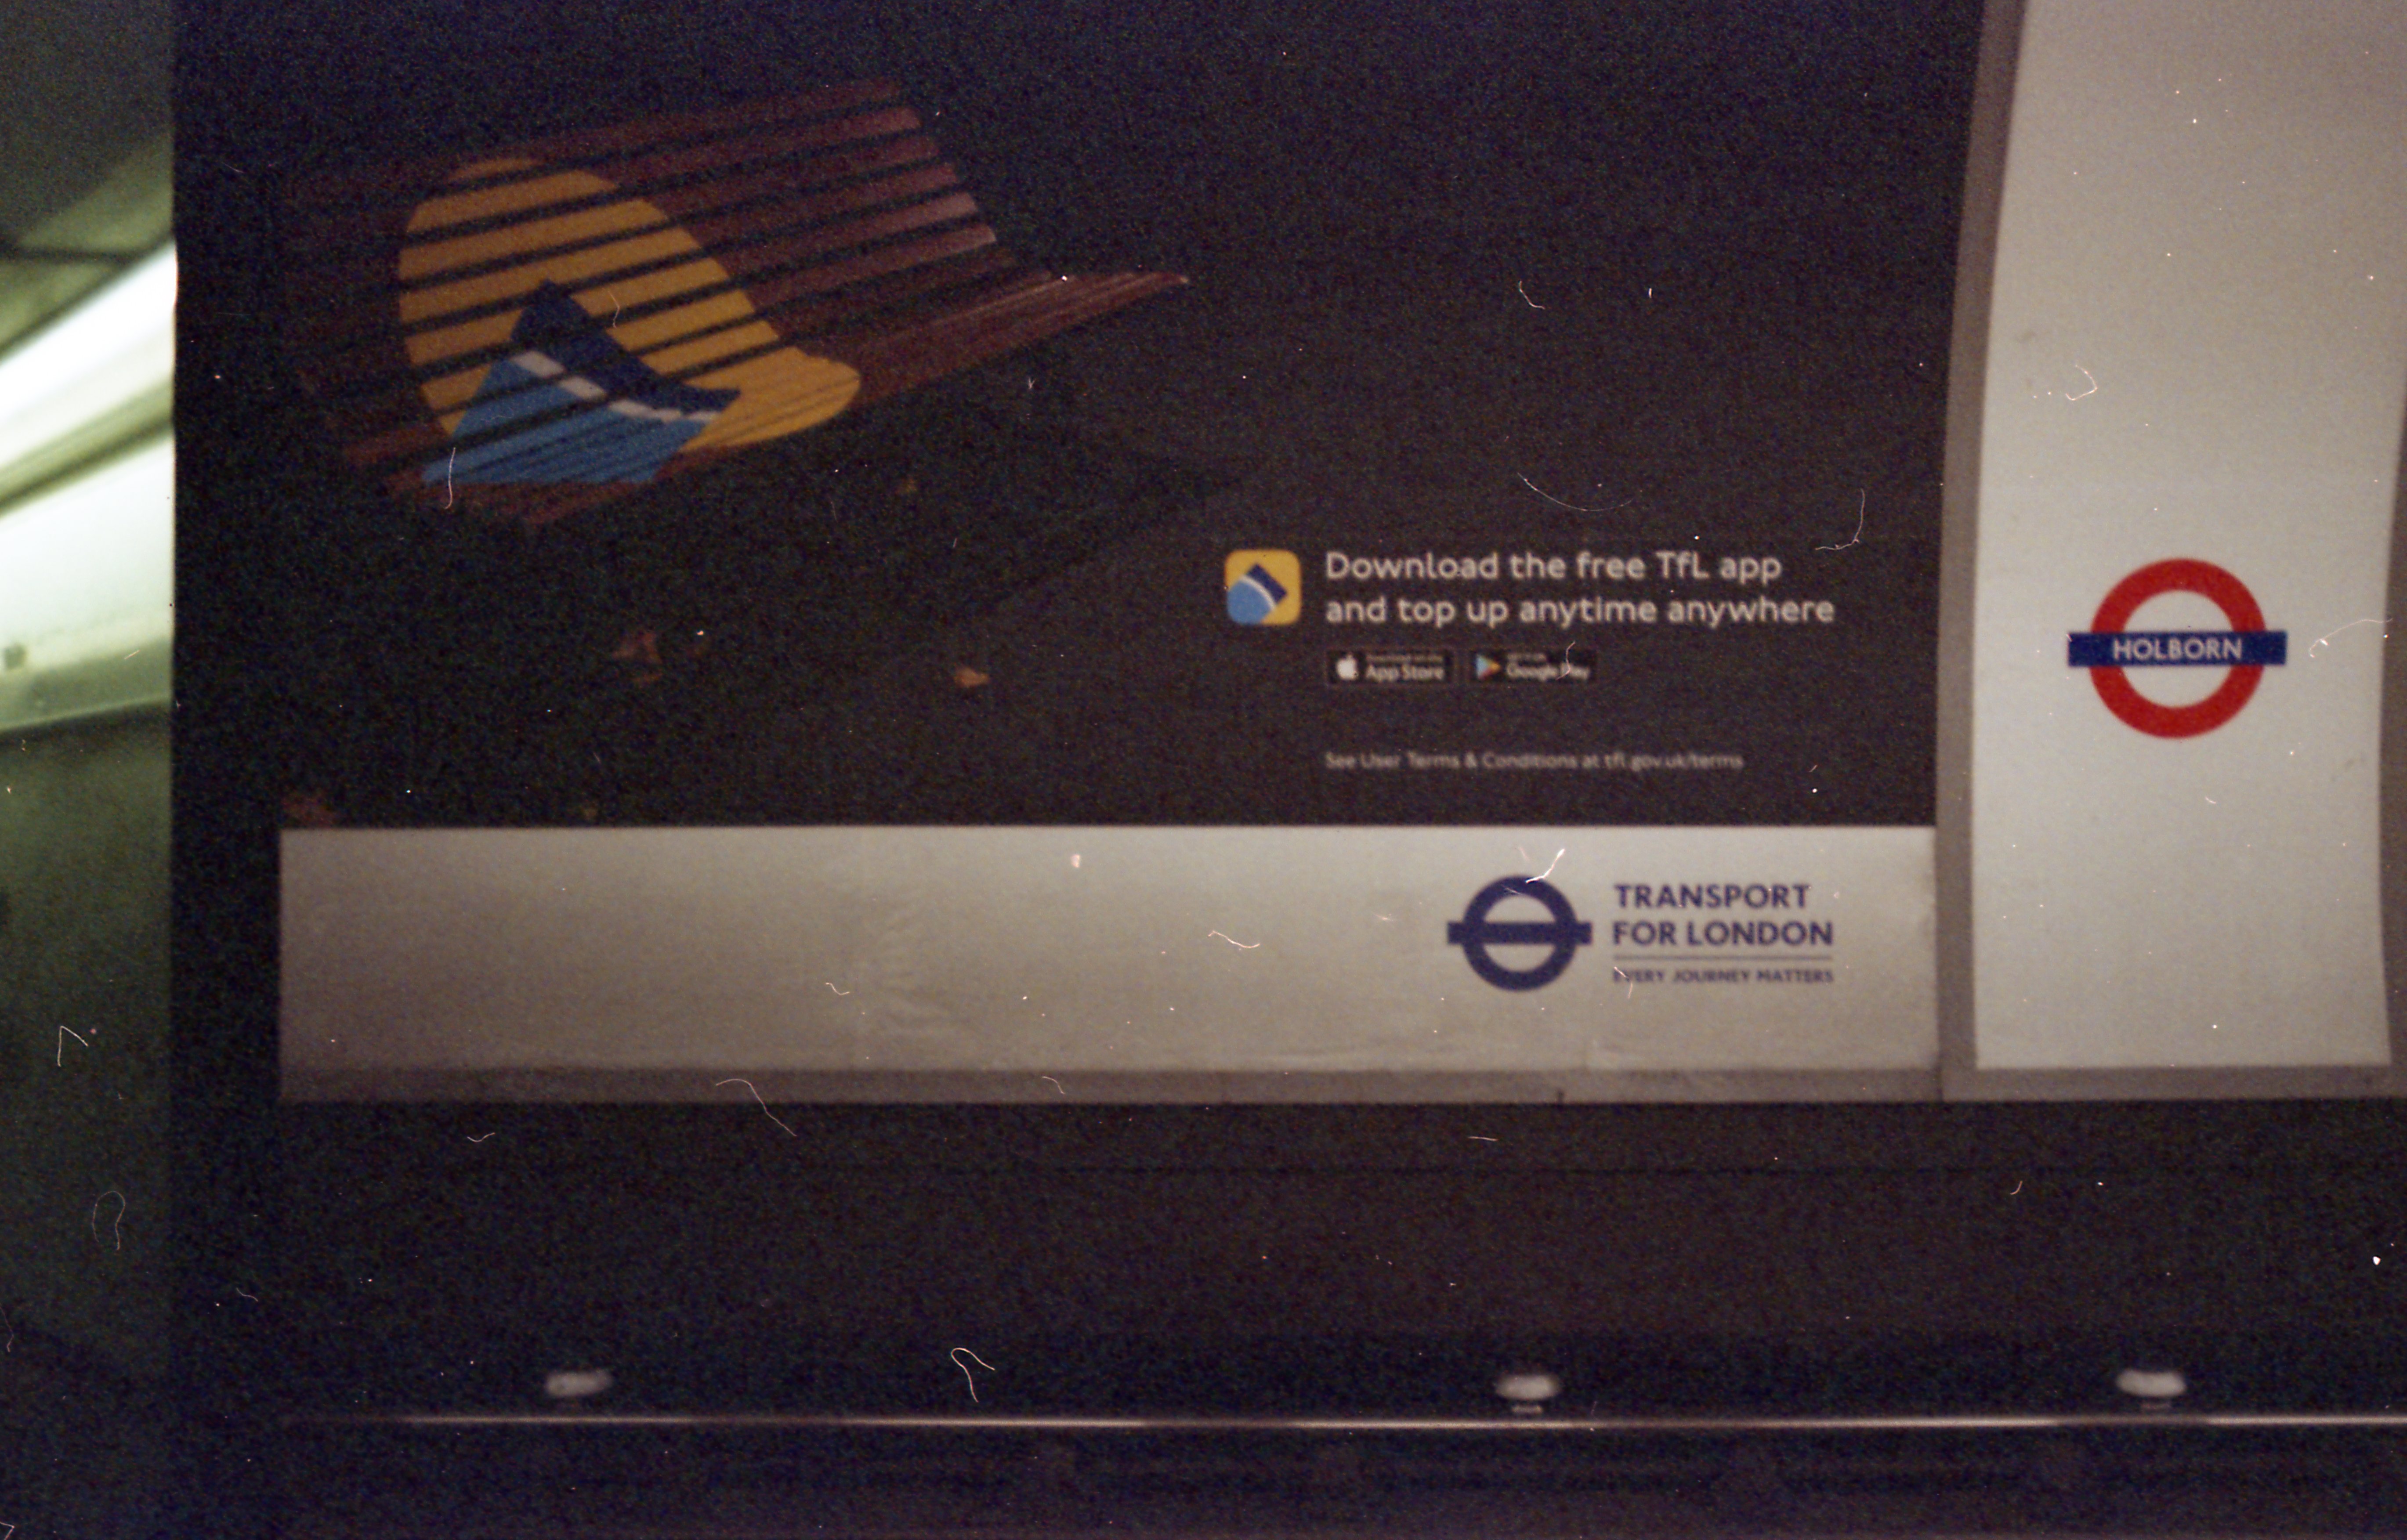 Download the free TfL app
and top up anytime anywhere
App Store
Google Play
See User Terms & Conditions at tfl.gov.uk/terms
HOLBORN
TRANSPORT
FOR LONDON
EVERY JOURNEY MATTERS